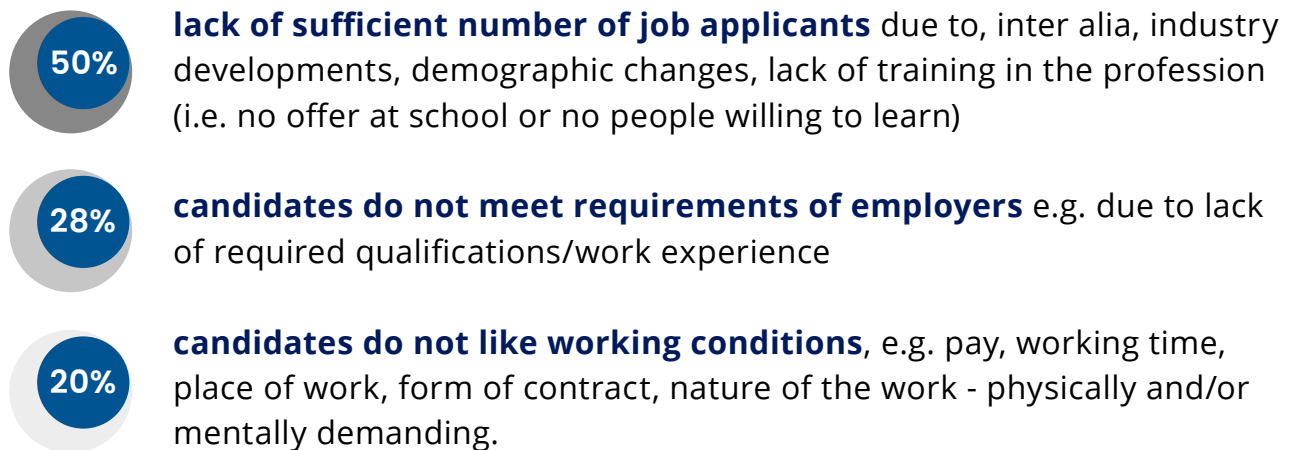 50%
lack of sufficient number of job applicants due to, inter alia, industry
developments, demographic changes, lack of training in the profession
(i.e. no offer at school or no people willing to learn)
28%
candidates do not meet requirements of employers e.g. due to lack
of required qualifications/work experience
20%
candidates do not like working conditions, e.g. pay, working time,
place of work, form of contract, nature of the work - physically and/or
mentally demanding.